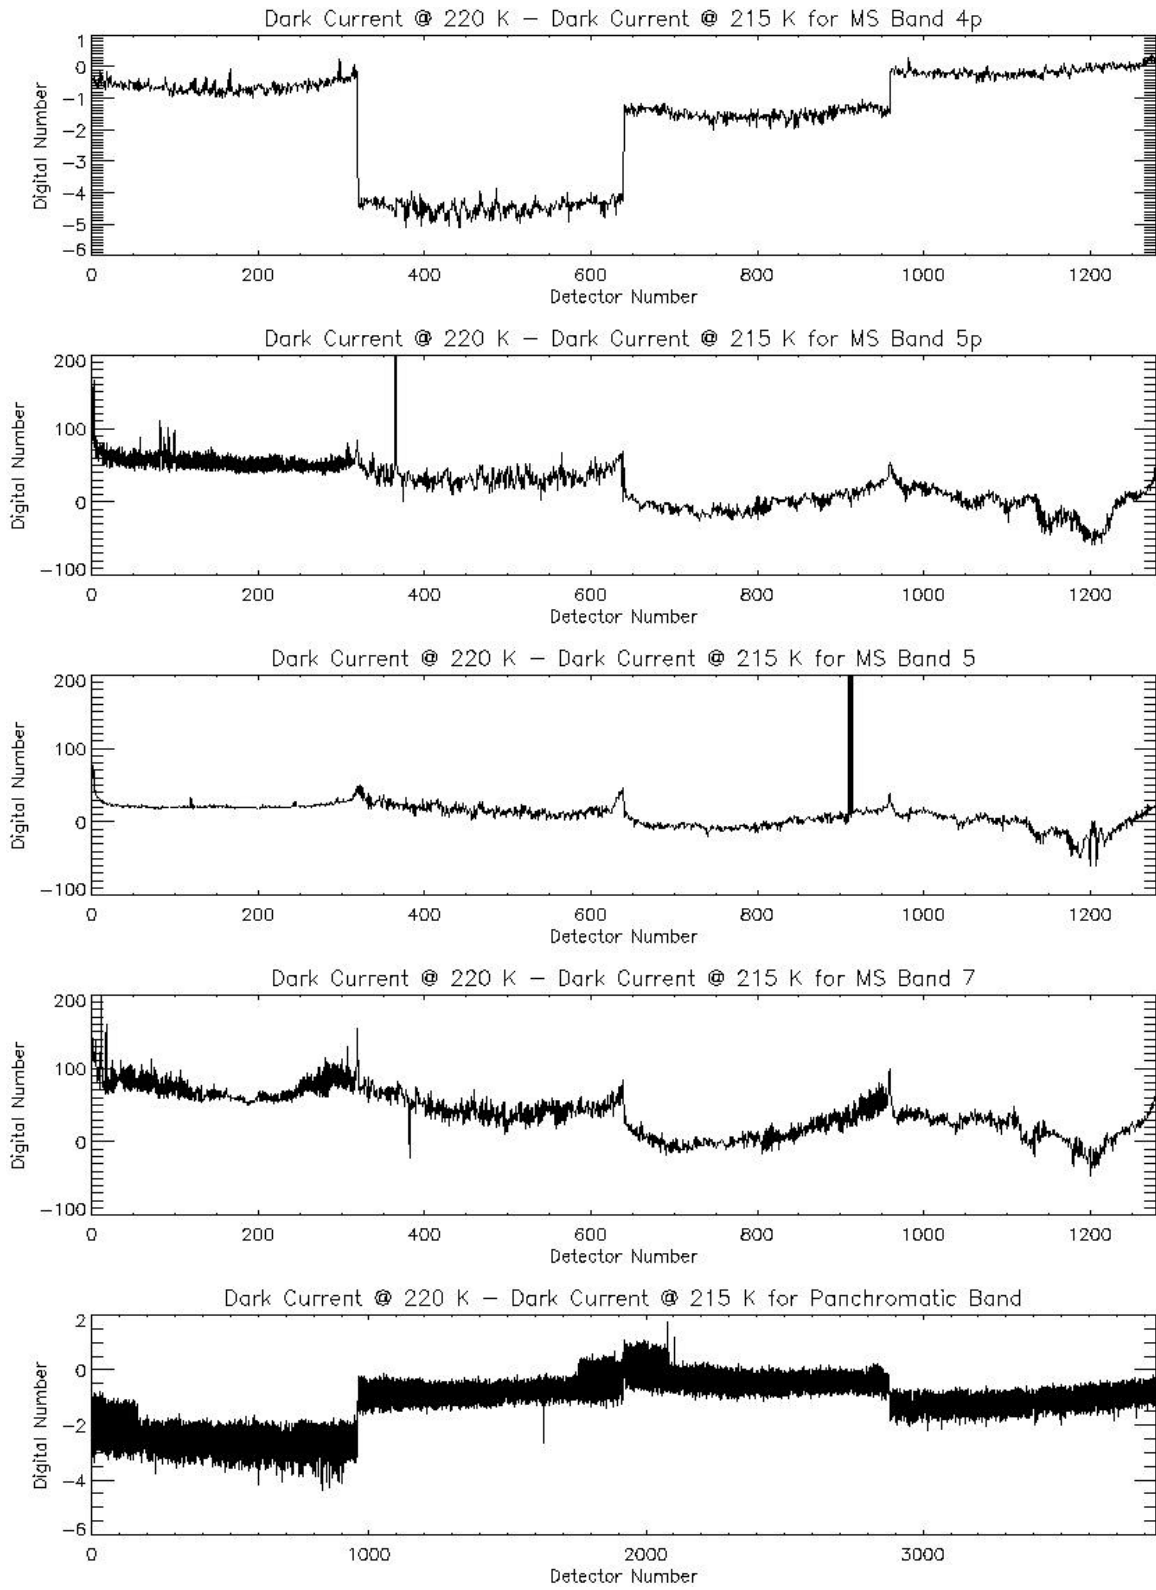 Dark Current @ 220 K − Dark Current @ 215 K for MS Band 4p
Digital Number
1
0
−1
−2
−3
−4
−5
−6
0 200 400 600 800 1000 1200
Detector Number
Dark Current @ 220 K − Dark Current @ 215 K for MS Band 5p
Digital Number
200
100
0
−100
0 200 400 600 800 1000 1200
Detector Number
Dark Current @ 220 K − Dark Current @ 215 K for MS Band 5
Digital Number
200
100
0
−100
0 200 400 600 800 1000 1200
Detector Number
Dark Current @ 220 K − Dark Current @ 215 K for MS Band 7
Digital Number
200
100
0
−100
0 200 400 600 800 1000 1200
Detector Number
Dark Current @ 220 K − Dark Current @ 215 K for Panchromatic Band
Digital Number
2
0
−2
−4
−6
0 1000 2000 3000
Detector Number